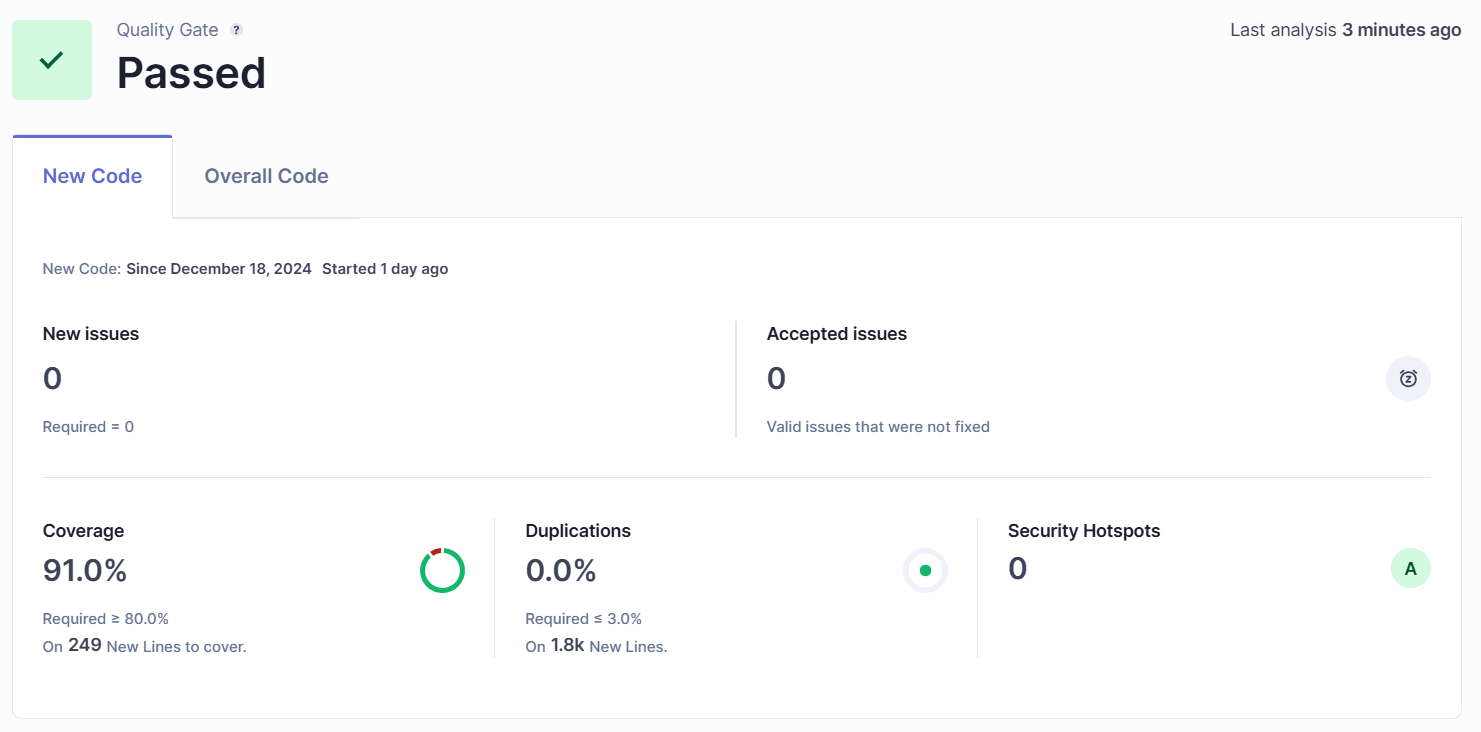 Quality Gate ?
Last analysis 3 minutes ago
Passed
New Code
Overall Code
New Code: Since December 18, 2024 Started 1 day ago
New issues
0
Required = 0
Accepted issues
0
Valid issues that were not fixed
Coverage
91.0%
Required ≥ 80.0%
On 249 New Lines to cover.
Duplications
0.0%
Required ≤ 3.0%
On 1.8k New Lines.
Security Hotspots
0
A